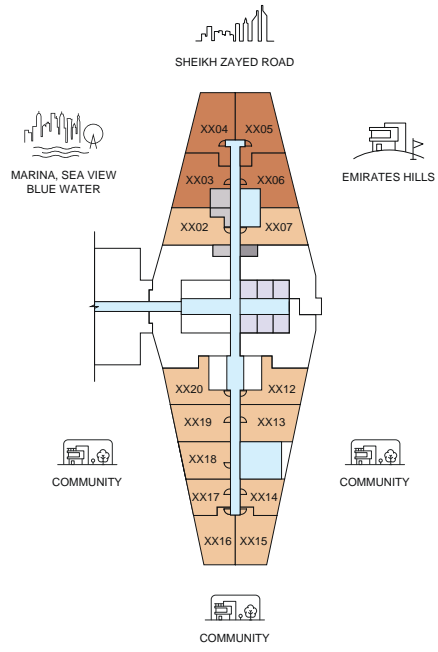 SHEIKH ZAYED ROAD
XX04 XX05
MARINA, SEA VIEW
BLUE WATER
EMIRATES HILLS
XX03 XX06
XX02 XX07
XX20 XX12
XX19 XX13
XX18
COMMUNITY
COMMUNITY
XX17 XX14
XX16 XX15
COMMUNITY